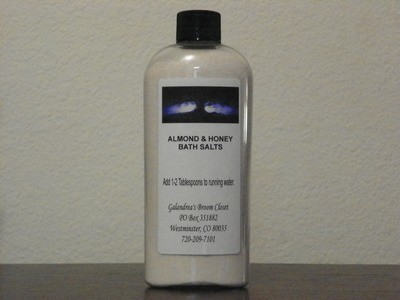 ALMOND & HONEY
BATH SALTS
Add 1-2 Tablespoons to running water.
Galandrea's Broom Closet
PO Box 351882
Westminster, CO 80035
720-209-7101